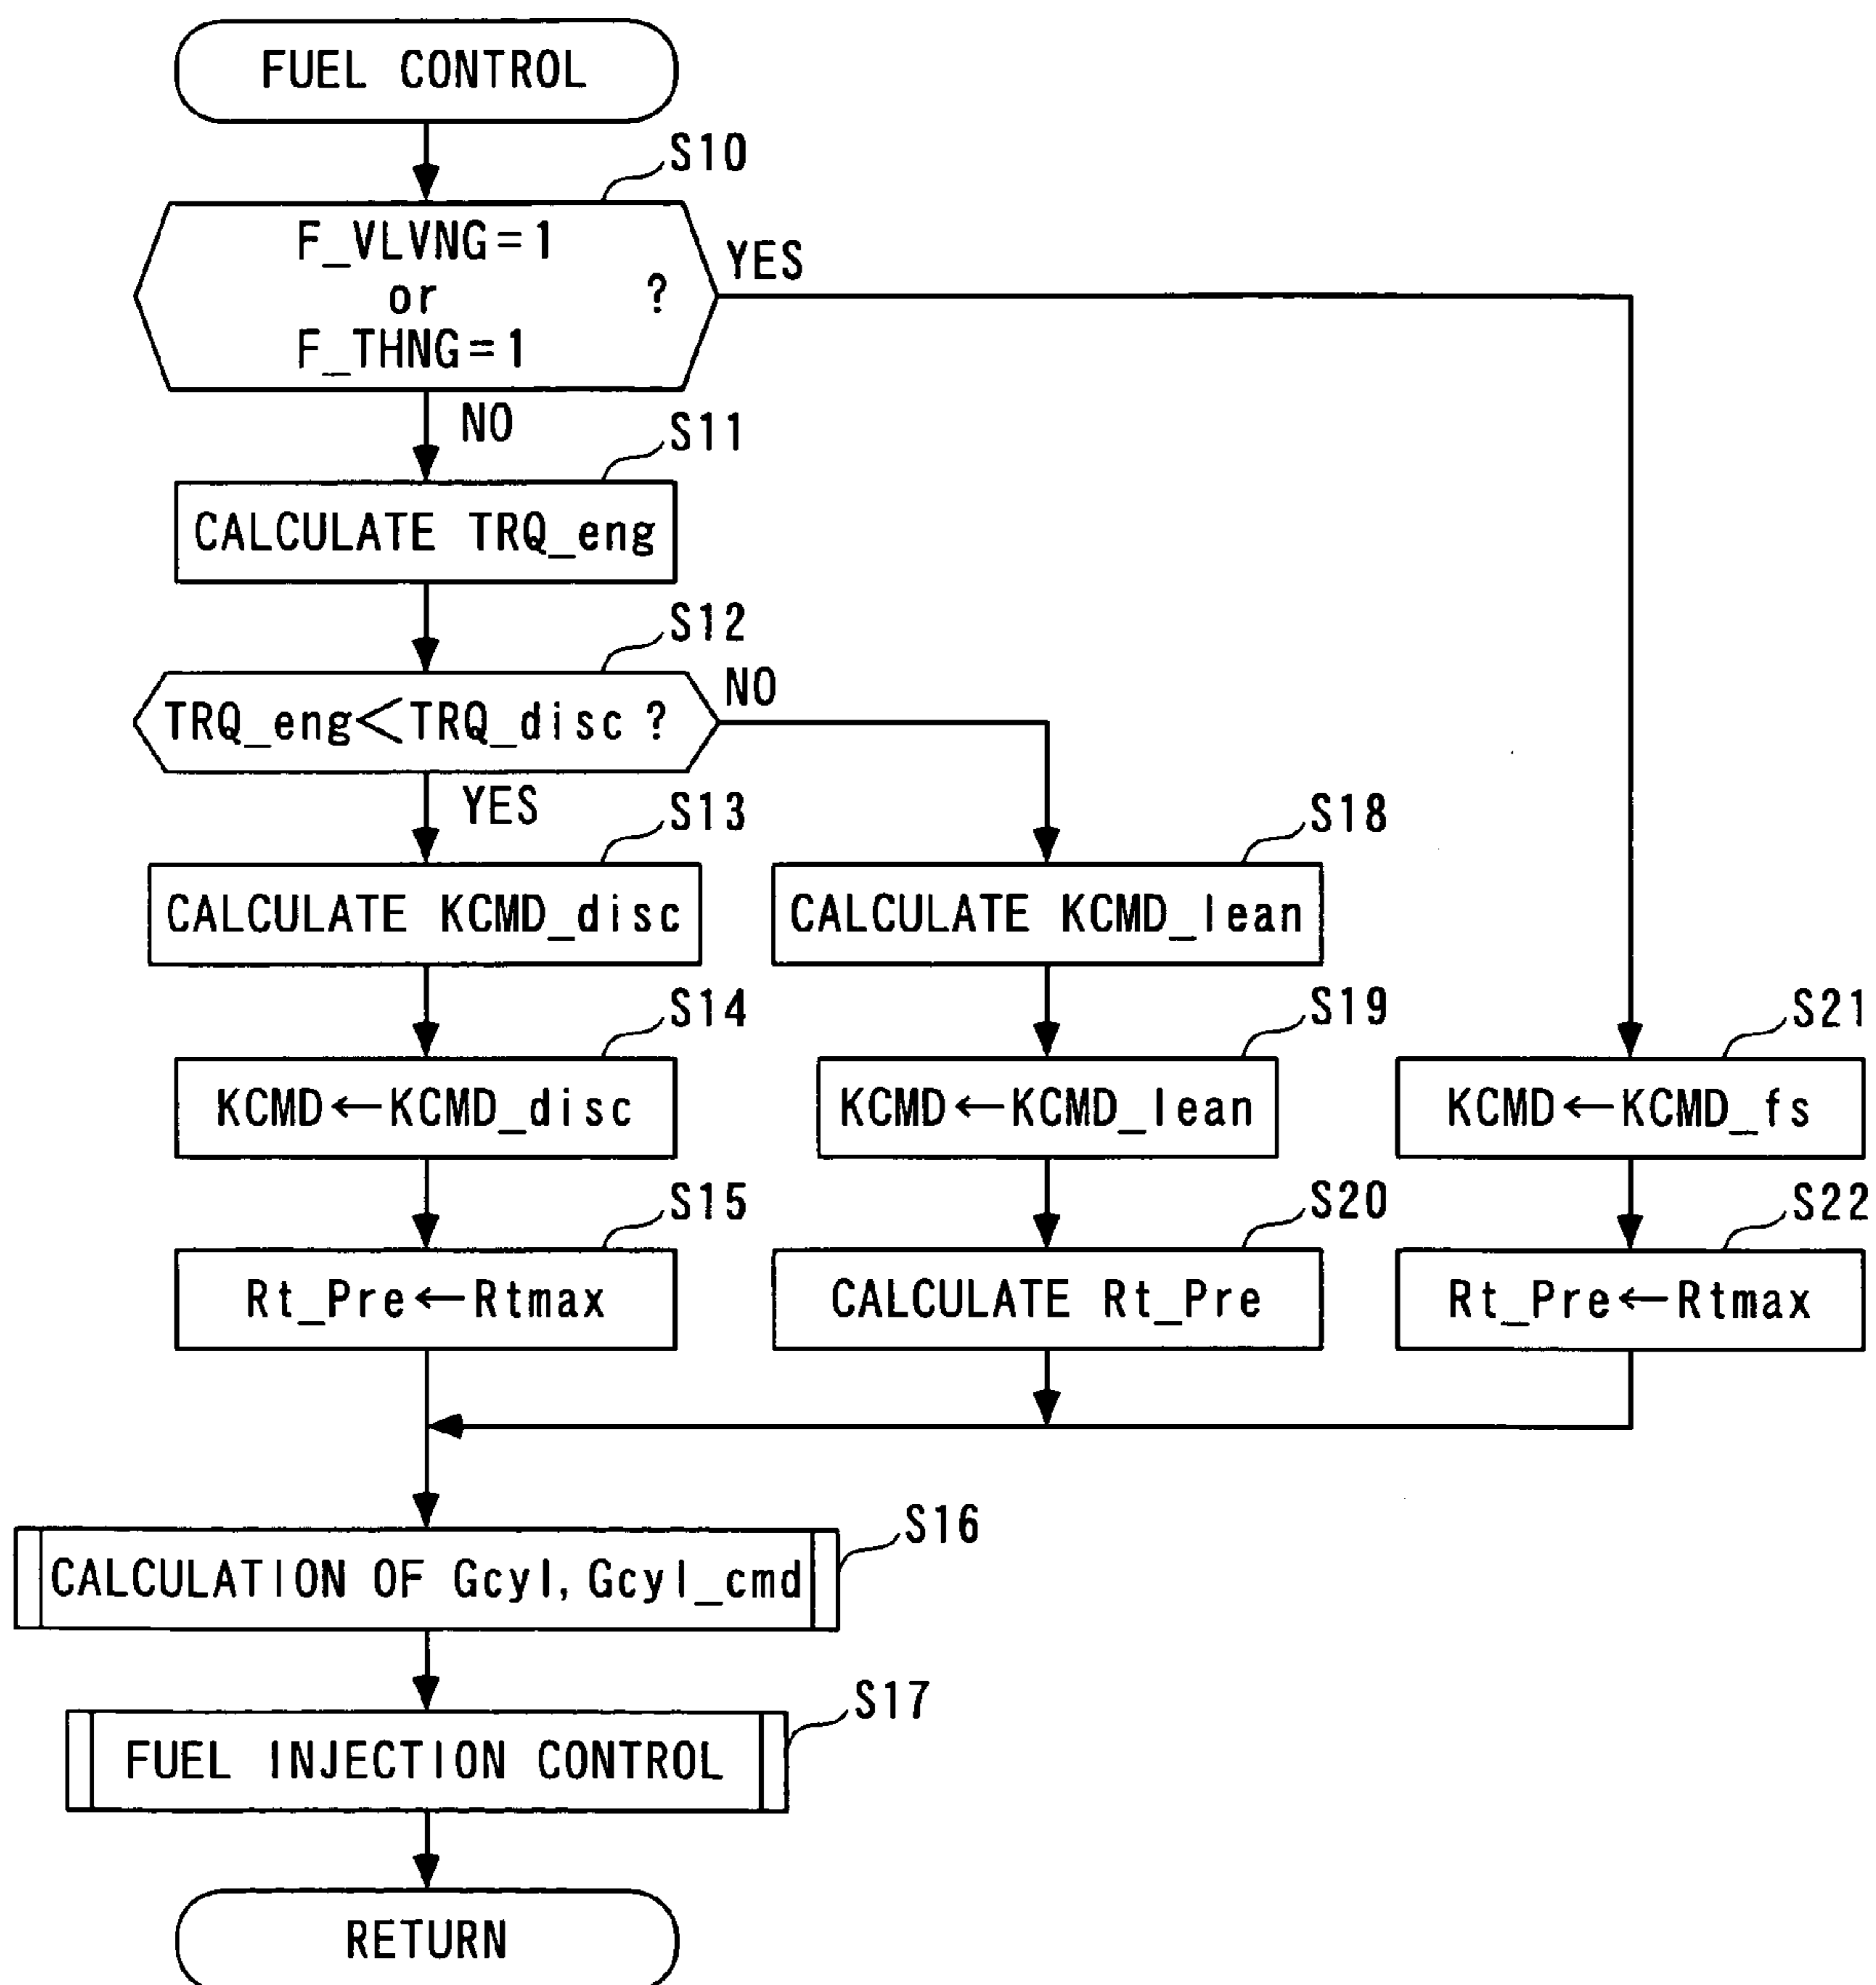 FUEL CONTROL
S10
F_VLVNG=1
or ?
F_THNG=1
YES
NO
S11
CALCULATE TRQ_eng
S12
TRQ_eng<TRQ_disc ?
NO
YES
S13
CALCULATE KCMD_disc
S18
CALCULATE KCMD_lean
S14
KCMD←KCMD_disc
S19
KCMD←KCMD_lean
S21
KCMD←KCMD_fs
S15
Rt_Pre←Rtmax
S20
CALCULATE Rt_Pre
S22
Rt_Pre←Rtmax
S16
CALCULATION OF Gcyl,Gcyl_cmd
S17
FUEL INJECTION CONTROL
RETURN